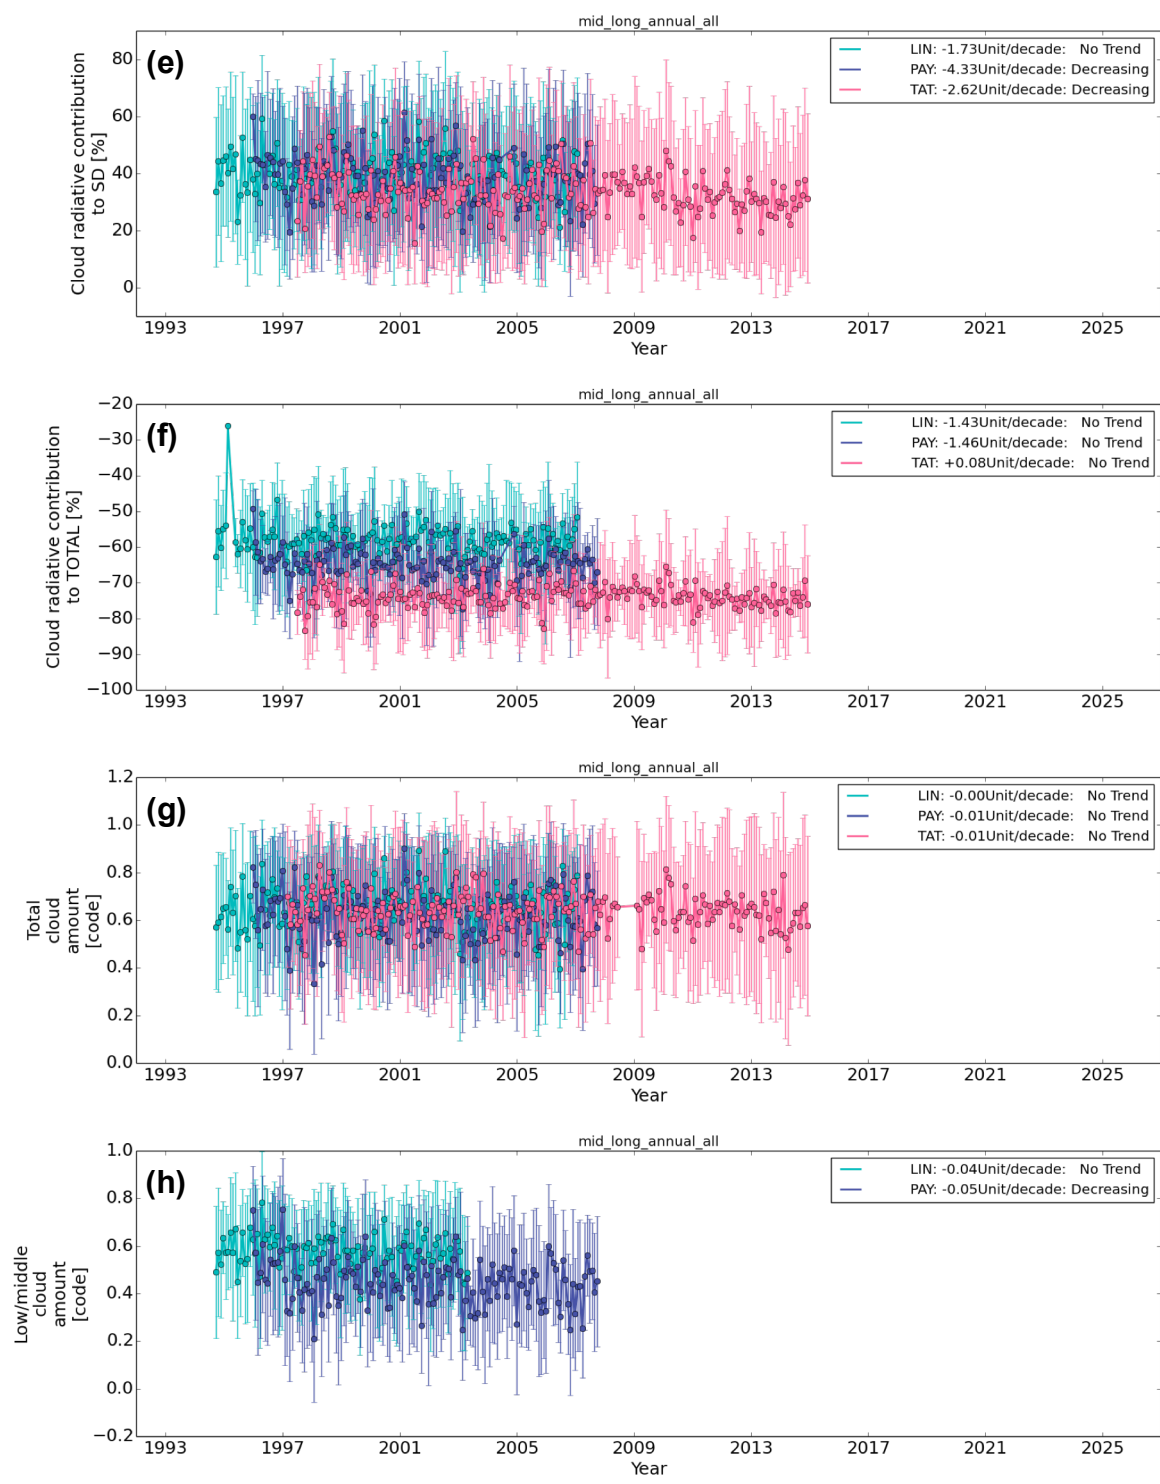 mid_long_annual_all
(e)
Cloud radiative contribution
to SD [%]
80
60
40
20
0
LIN: -1.73Unit/decade: No Trend
PAY: -4.33Unit/decade: Decreasing
TAT: -2.62Unit/decade: Decreasing
1993 1997 2001 2005 2009 2013 2017 2021 2025
Year
mid_long_annual_all
(f)
Cloud radiative contribution
to TOTAL [%]
−20
−30
−40
−50
−60
−70
−80
−90
−100
LIN: -1.43Unit/decade: No Trend
PAY: -1.46Unit/decade: No Trend
TAT: +0.08Unit/decade: No Trend
1993 1997 2001 2005 2009 2013 2017 2021 2025
Year
mid_long_annual_all
(g)
Total
cloud
amount
[code]
1.2
1.0
0.8
0.6
0.4
0.2
0.0
LIN: -0.00Unit/decade: No Trend
PAY: -0.01Unit/decade: No Trend
TAT: -0.01Unit/decade: No Trend
1993 1997 2001 2005 2009 2013 2017 2021 2025
Year
mid_long_annual_all
(h)
Low/middle
cloud
amount
[code]
1.0
0.8
0.6
0.4
0.2
0.0
−0.2
LIN: -0.04Unit/decade: No Trend
PAY: -0.05Unit/decade: Decreasing
1993 1997 2001 2005 2009 2013 2017 2021 2025
Year